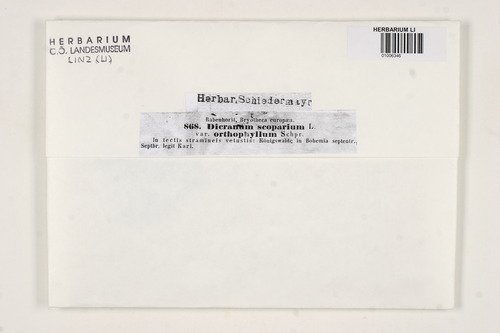 HERBARIUM
O.Ö. LANDESMUSEUM
LINZ (LI)
HERBARIUM LI
01006346
Herbar. Schiedermayr
Rabenhorst, Bryotheca europaea.
868. Dicranum scoparium L.
var. orthophyllum Schpr.
In tectis stramineis vetustis: Königswalde in Bohemia septentr.,
Septbr. legit Karl.